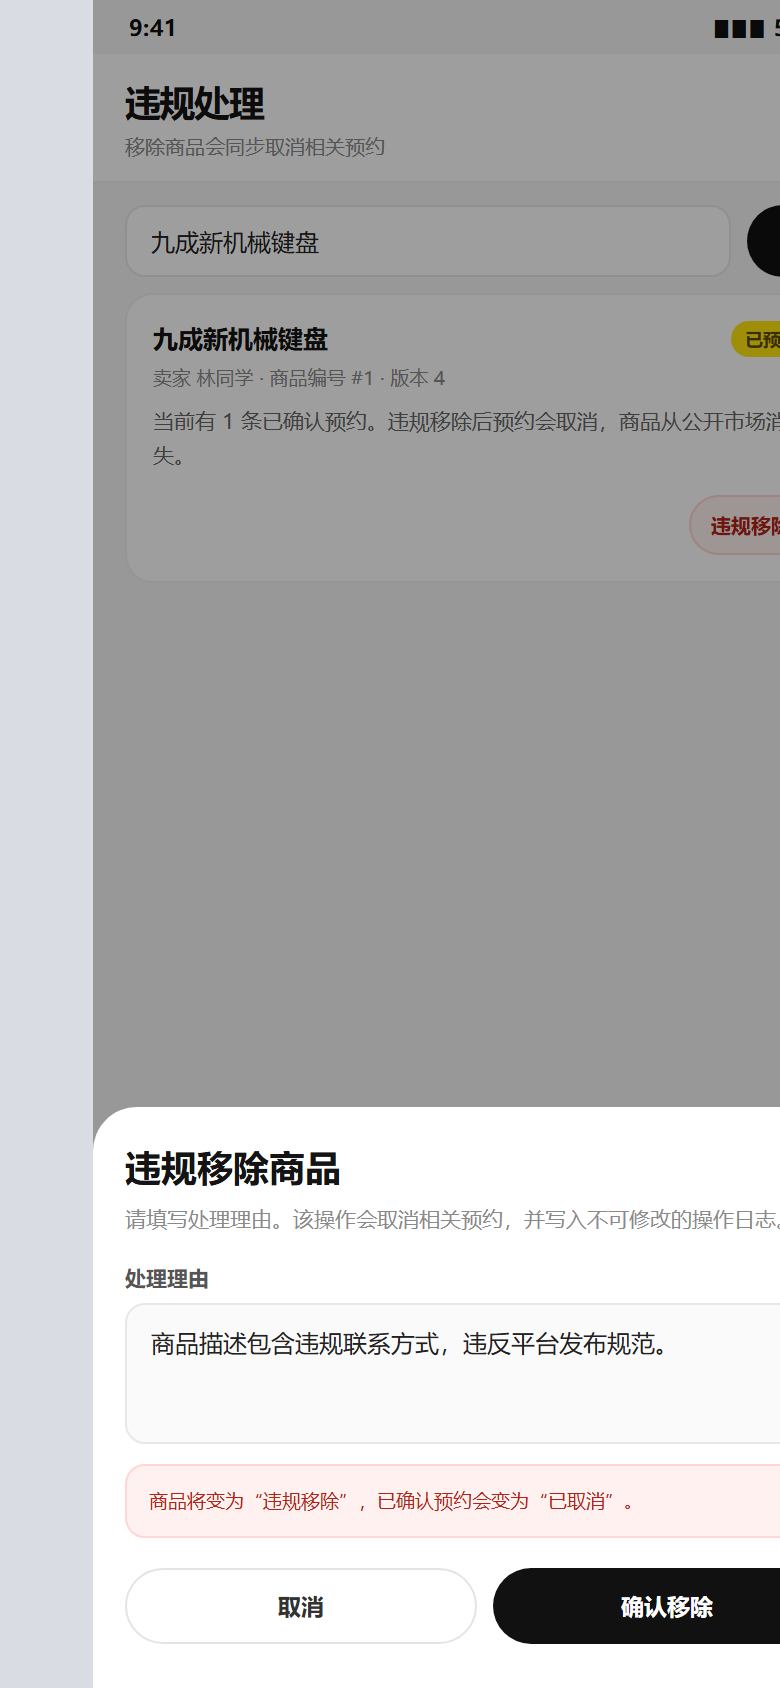 9:41
违规处理
移除商品会同步取消相关预约
九成新机械键盘
九成新机械键盘
已预
卖家 林同学 · 商品编号 #1 · 版本 4
当前有 1 条已确认预约。违规移除后预约会取消，商品从公开市场消
失。
违规移除
违规移除商品
请填写处理理由。该操作会取消相关预约，并写入不可修改的操作日志。
处理理由
商品描述包含违规联系方式，违反平台发布规范。
商品将变为“违规移除”，已确认预约会变为“已取消”。
取消
确认移除